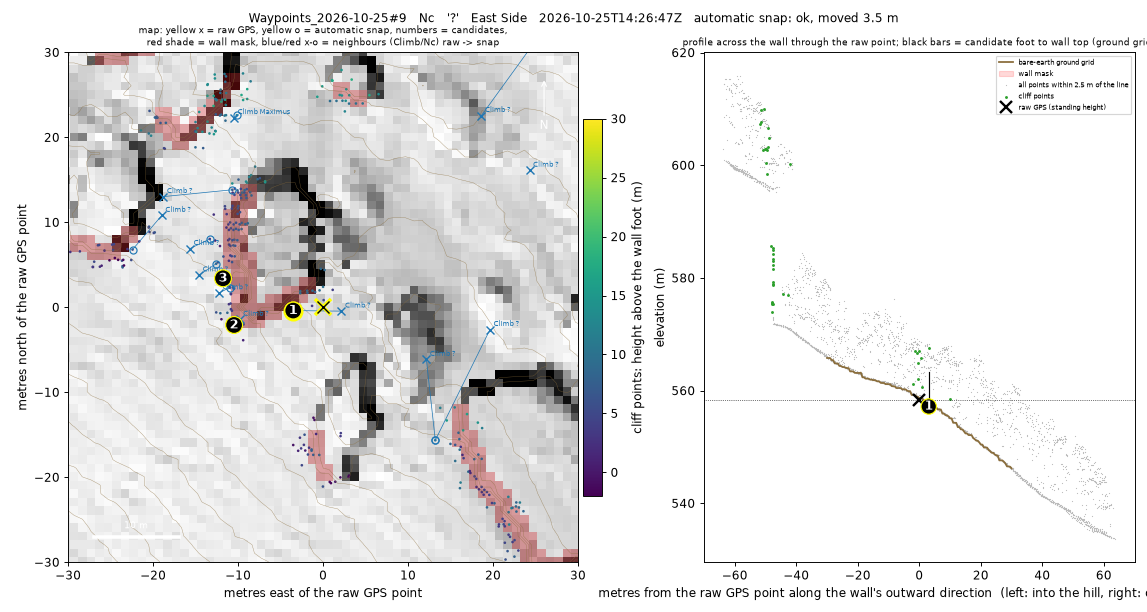 Waypoints_2026-10-25#9 Nc '?' East Side 2026-10-25T14:26:47Z automatic snap: ok, moved 3.5 m
map: yellow x = raw GPS, yellow o = automatic snap, numbers = candidates,
red shade = wall mask, blue/red x-o = neighbours (Climb/Nc) raw -> snap
profile across the wall through the raw point; black bars = candidate foot to wall top (ground gri
30
20
10
0
−10
−20
−30
−30
−20
−10
0
10
20
30
metres north of the raw GPS point
metres east of the raw GPS point
Climb Maximus
Climb ?
Climb ?
Climb ?
Climb ?
Climb ?
Climb ?
Climb ?
1
2
3
30
25
20
15
10
5
0
cliff points: height above the wall foot (m)
620
600
580
560
540
elevation (m)
bare-earth ground grid
wall mask
all points within 2.5 m of the line
cliff points
raw GPS (standing height)
1
−60
−40
−20
0
20
40
60
metres from the raw GPS point along the wall's outward direction (left: into the hill, right: